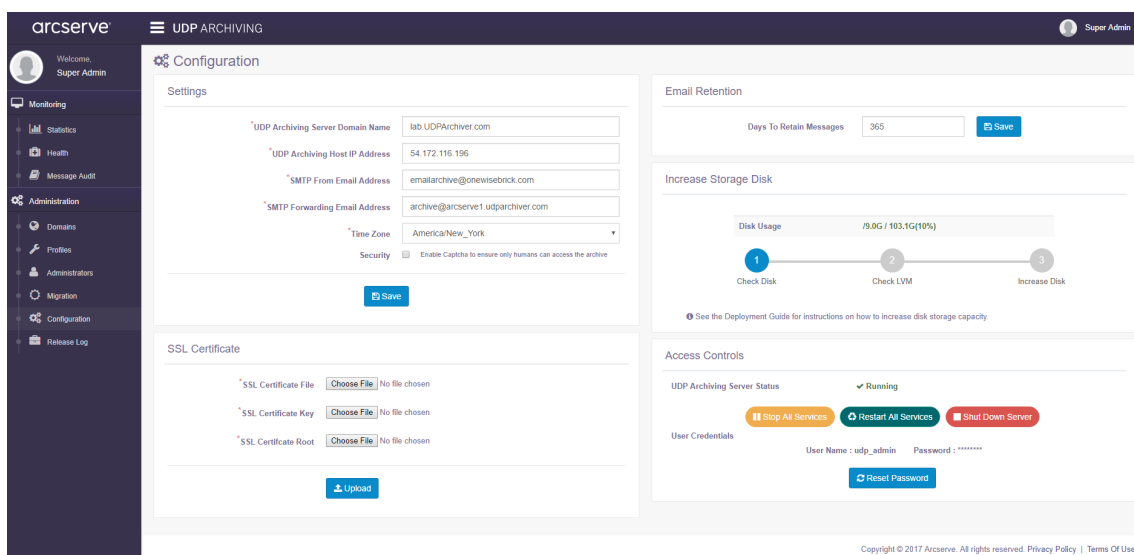 arcserve
UDP ARCHIVING
Super Admin
Welcome,
Super Admin
Monitoring
Statistics
Health
Message Audit
Administration
Domains
Profiles
Administrators
Migration
Configuration
Release Log
Configuration
Settings
*UDP Archiving Server Domain Name lab.UDPArchiver.com
*UDP Archiving Host IP Address 54.172.116.196
*SMTP From Email Address emailarchive@onewisebrick.com
*SMTP Forwarding Email Address archive@arcserve1.udparchiver.com
*Time Zone America/New_York
Security Enable Captcha to ensure only humans can access the archive
Save
SSL Certificate
*SSL Certificate File Choose File No file chosen
*SSL Certificate Key Choose File No file chosen
*SSL Certifcate Root Choose File No file chosen
Upload
Email Retention
Days To Retain Messages 365 Save
Increase Storage Disk
Disk Usage /9.0G / 103.1G(10%)
1 2 3
Check Disk Check LVM Increase Disk
See the Deployment Guide for instructions on how to increase disk storage capacity.
Access Controls
UDP Archiving Server Status Running
Stop All Services Restart All Services Shut Down Server
User Credentials
User Name : udp_admin Password : ********
Reset Password
Copyright © 2017 Arcserve. All rights reserved. Privacy Policy | Terms Of Use